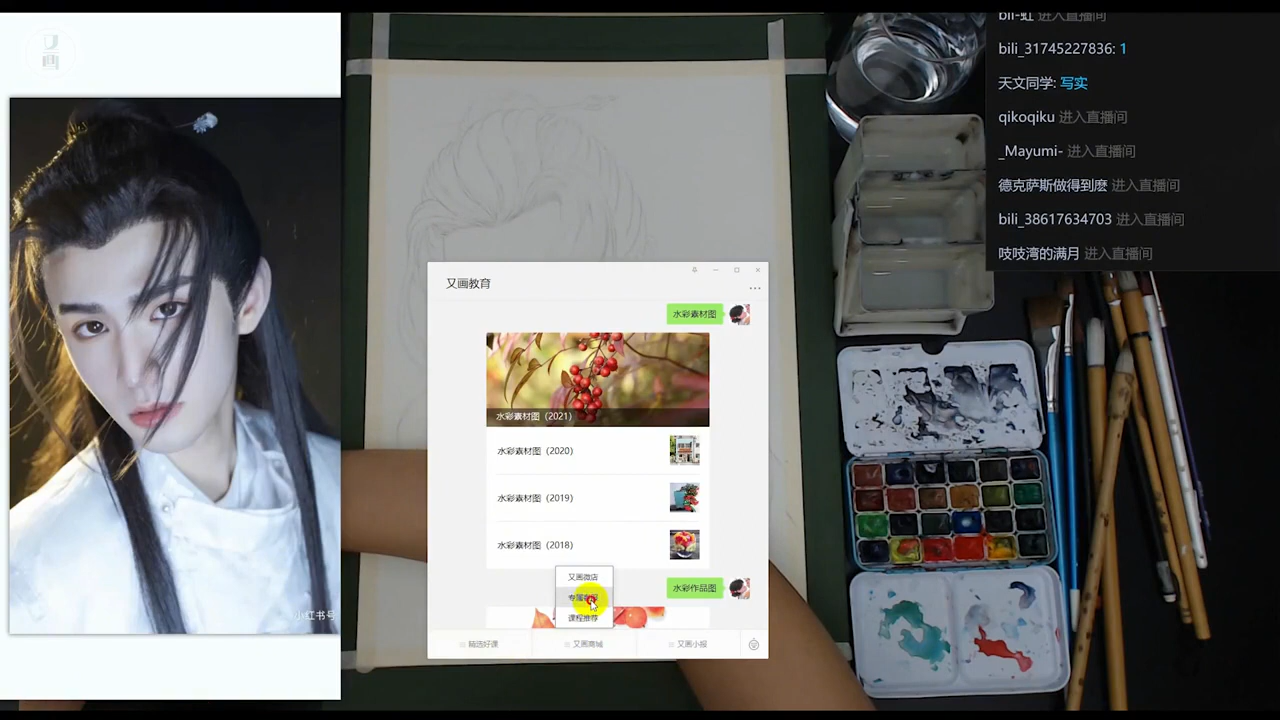 又画
bili-虹 进入直播间
bili_31745227836: 1
天文同学: 写实
qikoqiku 进入直播间
_Mayumi- 进入直播间
德克萨斯做得到麽 进入直播间
bili_38617634703 进入直播间
吱吱湾的满月 进入直播间
又画教育
水彩素材图
水彩素材图（2021）
水彩素材图（2020）
水彩素材图（2019）
水彩素材图（2018）
又画微店
水彩作品图
课程推荐
精选好课
又画商城
又画小报
小红书号